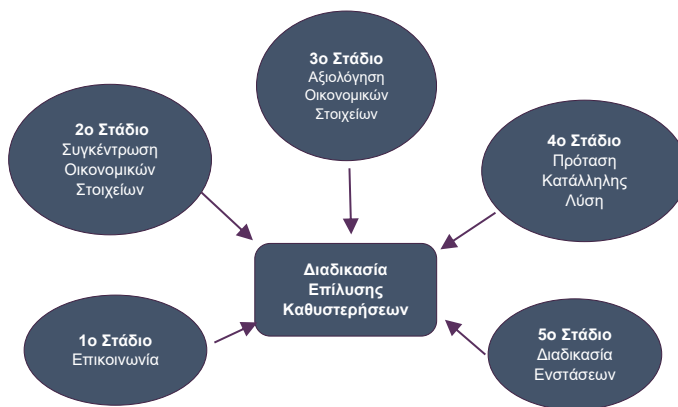 3ο Στάδιο
Αξιολόγηση
Οικονομικών
Στοιχείων
2ο Στάδιο
Συγκέντρωση
Οικονομικών
Στοιχείων
4ο Στάδιο
Πρόταση
Κατάλληλης
Λύση
Διαδικασία
Επίλυσης
Καθυστερήσεων
1ο Στάδιο
Επικοινωνία
5ο Στάδιο
Διαδικασία
Ενστάσεων